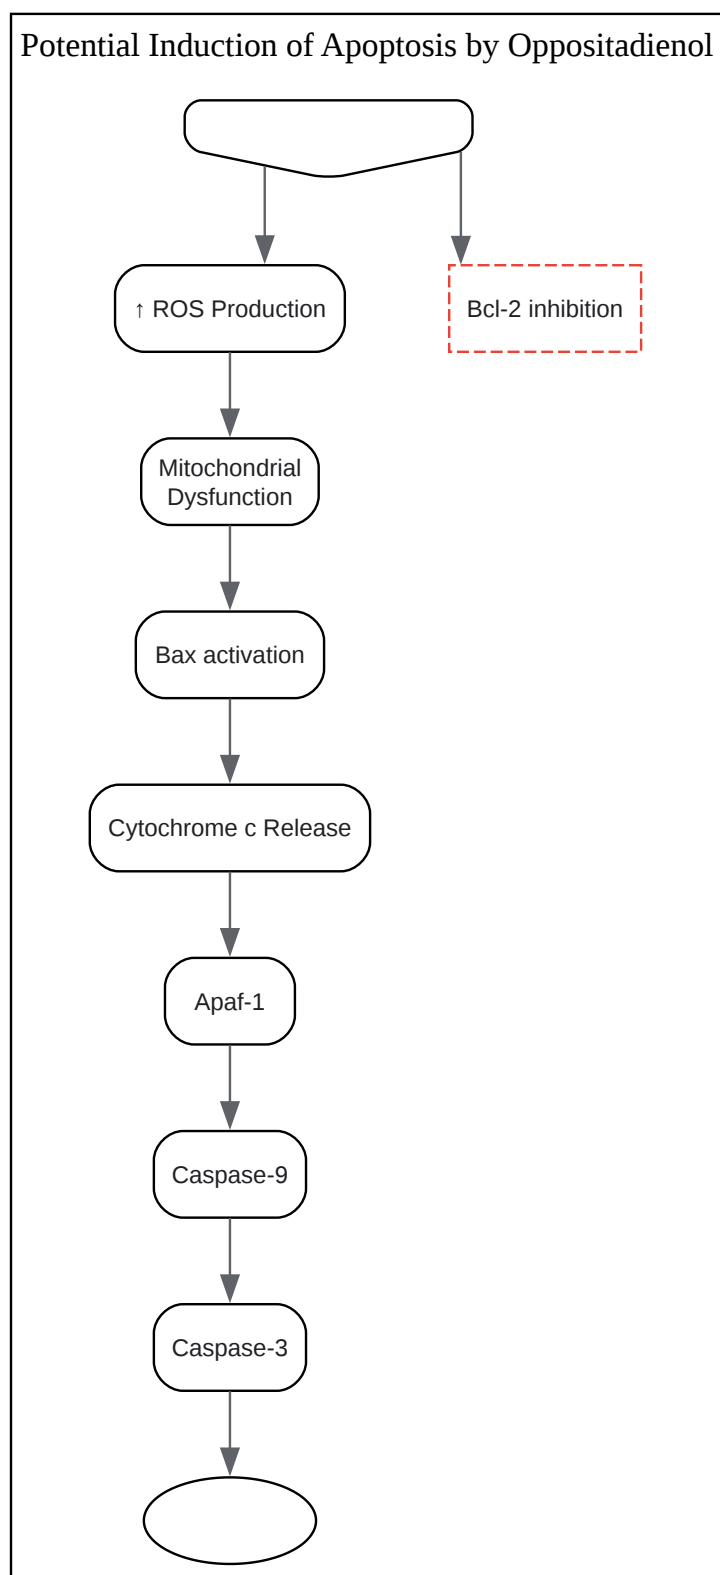 Potential Induction of Apoptosis by Oppositadienol
↑ ROS Production
Bcl-2 inhibition
Mitochondrial
Dysfunction
Bax activation
Cytochrome c Release
Apaf-1
Caspase-9
Caspase-3